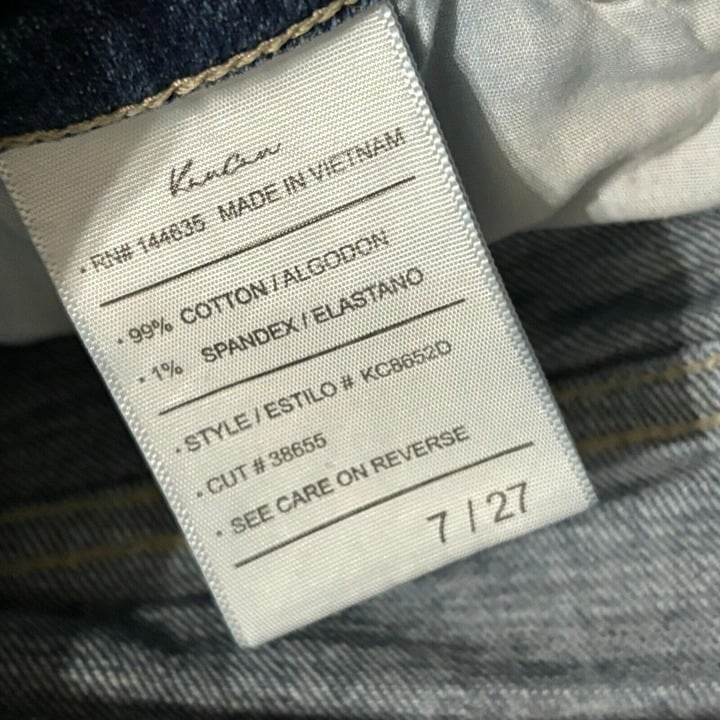 KanCan
· RN# 144635 MADE IN VIETNAM
· 99% COTTON / ALGODON
· 1% SPANDEX / ELASTANO
· STYLE / ESTILO # KC8652D
· CUT # 38655
· SEE CARE ON REVERSE
7 / 27